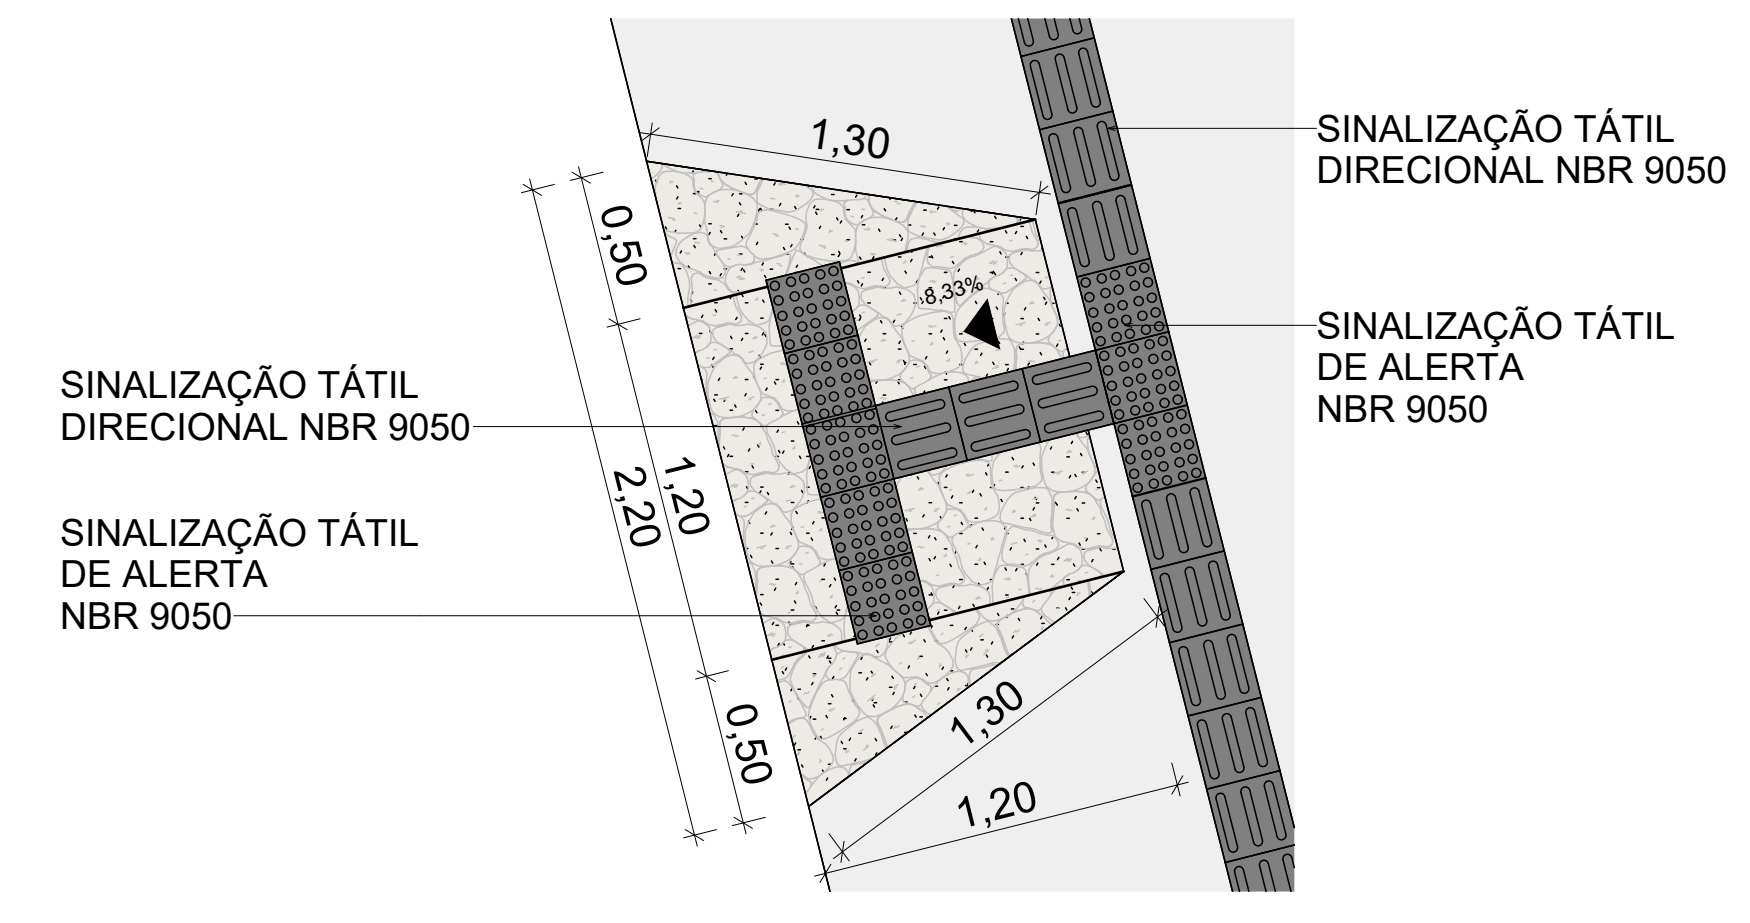 1,30
SINALIZAÇÃO TÁTIL
DIRECIONAL NBR 9050
0,50
8,33%
SINALIZAÇÃO TÁTIL
DE ALERTA
NBR 9050
SINALIZAÇÃO TÁTIL
DIRECIONAL NBR 9050
1,20
2,20
SINALIZAÇÃO TÁTIL
DE ALERTA
NBR 9050
0,50
1,30
1,20